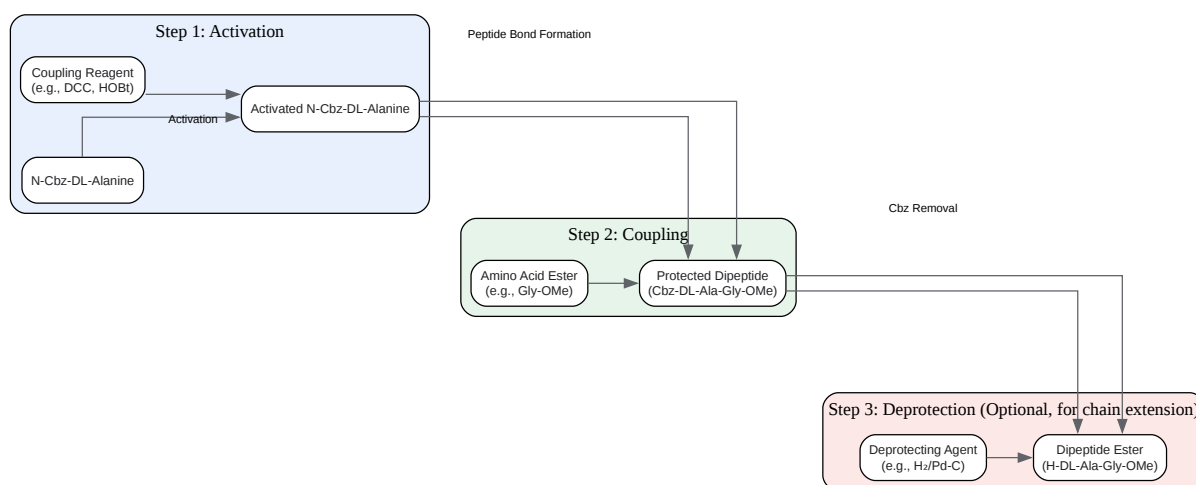 Step 1: Activation
Peptide Bond Formation
Coupling Reagent
(e.g., DCC, HOBt)
Activated N-Cbz-DL-Alanine
Activation
N-Cbz-DL-Alanine
Cbz Removal
Step 2: Coupling
Amino Acid Ester
(e.g., Gly-OMe)
Protected Dipeptide
(Cbz-DL-Ala-Gly-OMe)
Step 3: Deprotection (Optional, for chain extension)
Deprotecting Agent
(e.g., H₂/Pd-C)
Dipeptide Ester
(H-DL-Ala-Gly-OMe)